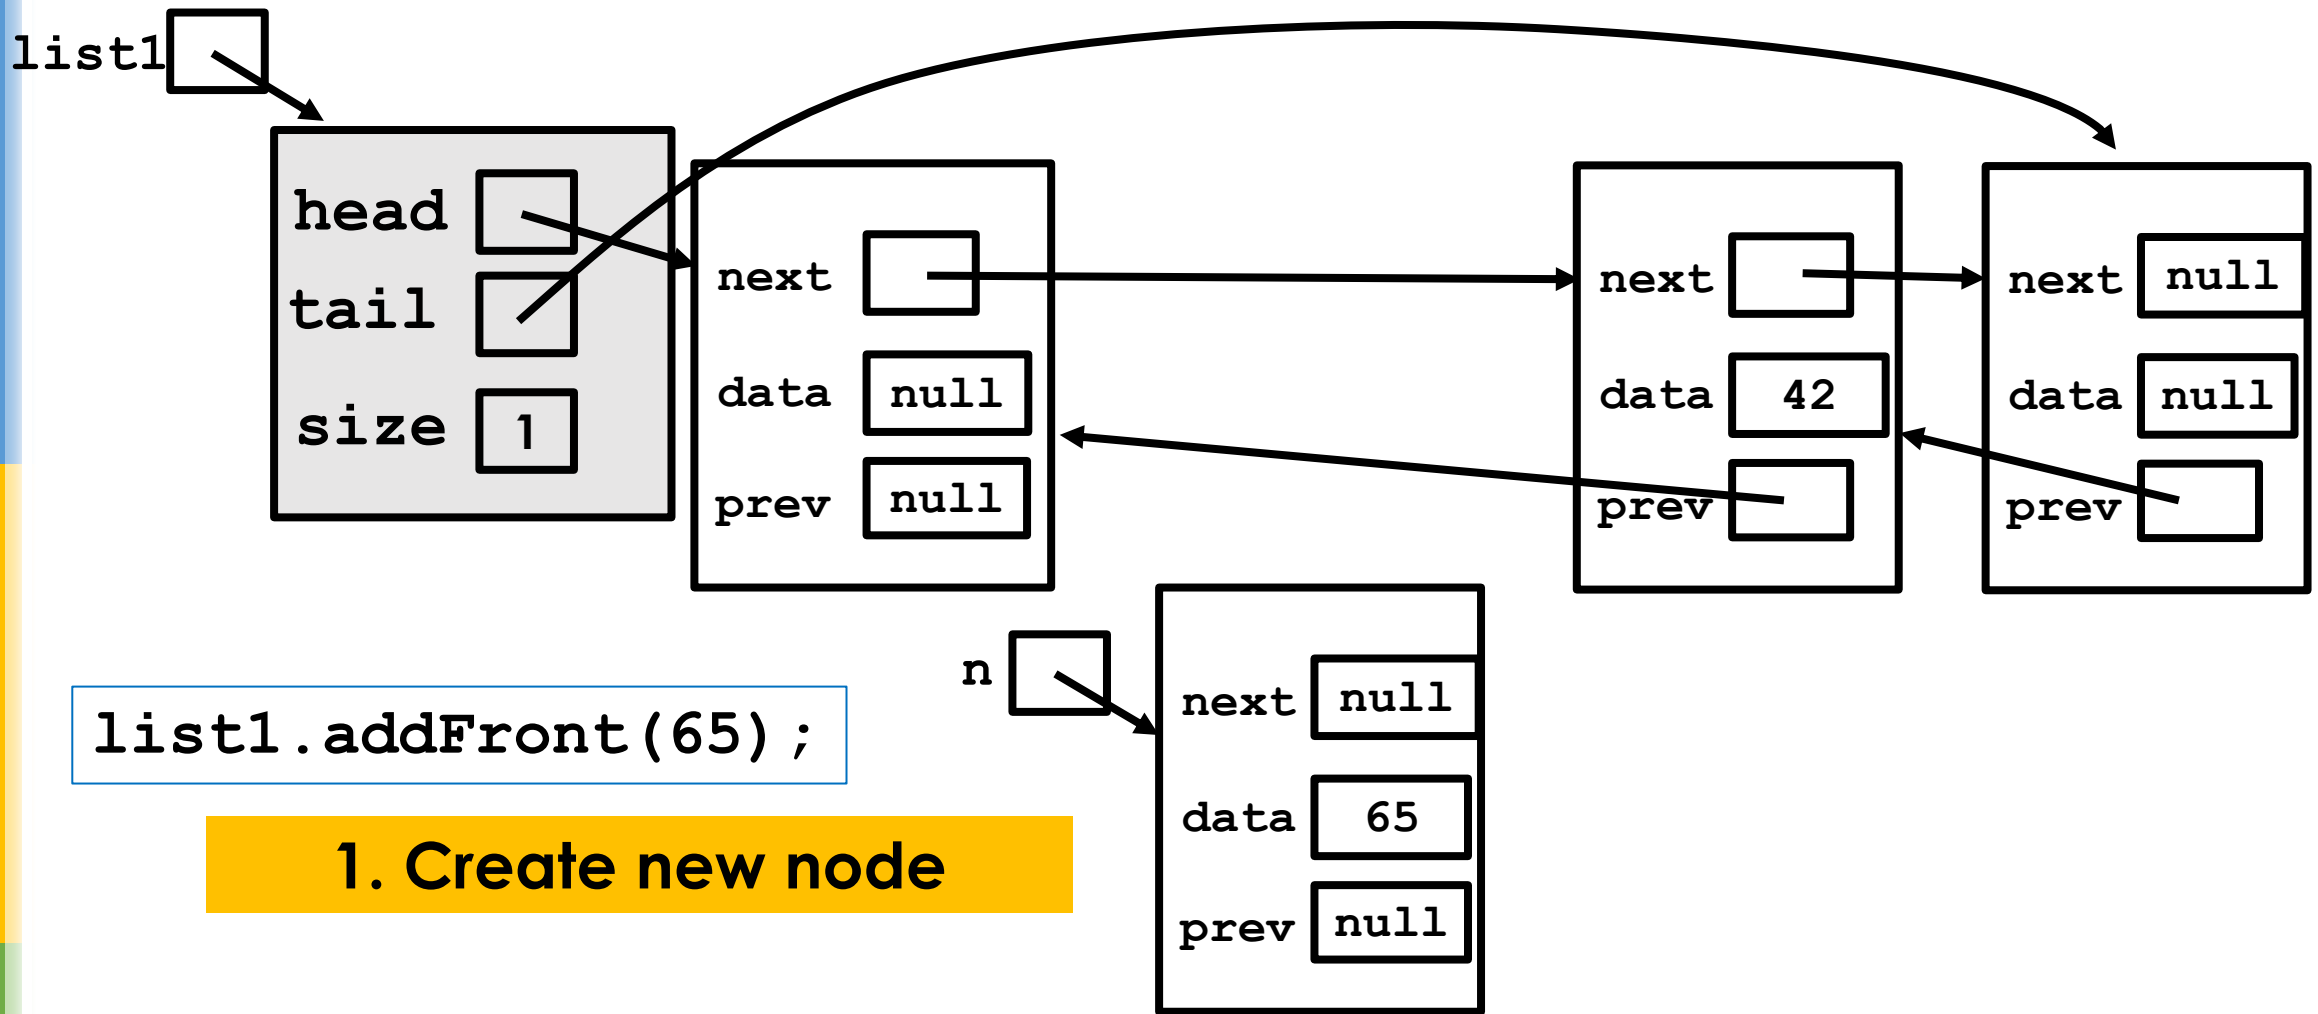 list1
head
tail
size 1
next
data null
prev null
next
data 42
prev
next null
data null
prev
n
next null
data 65
prev null
list1.addFront(65);
1. Create new node